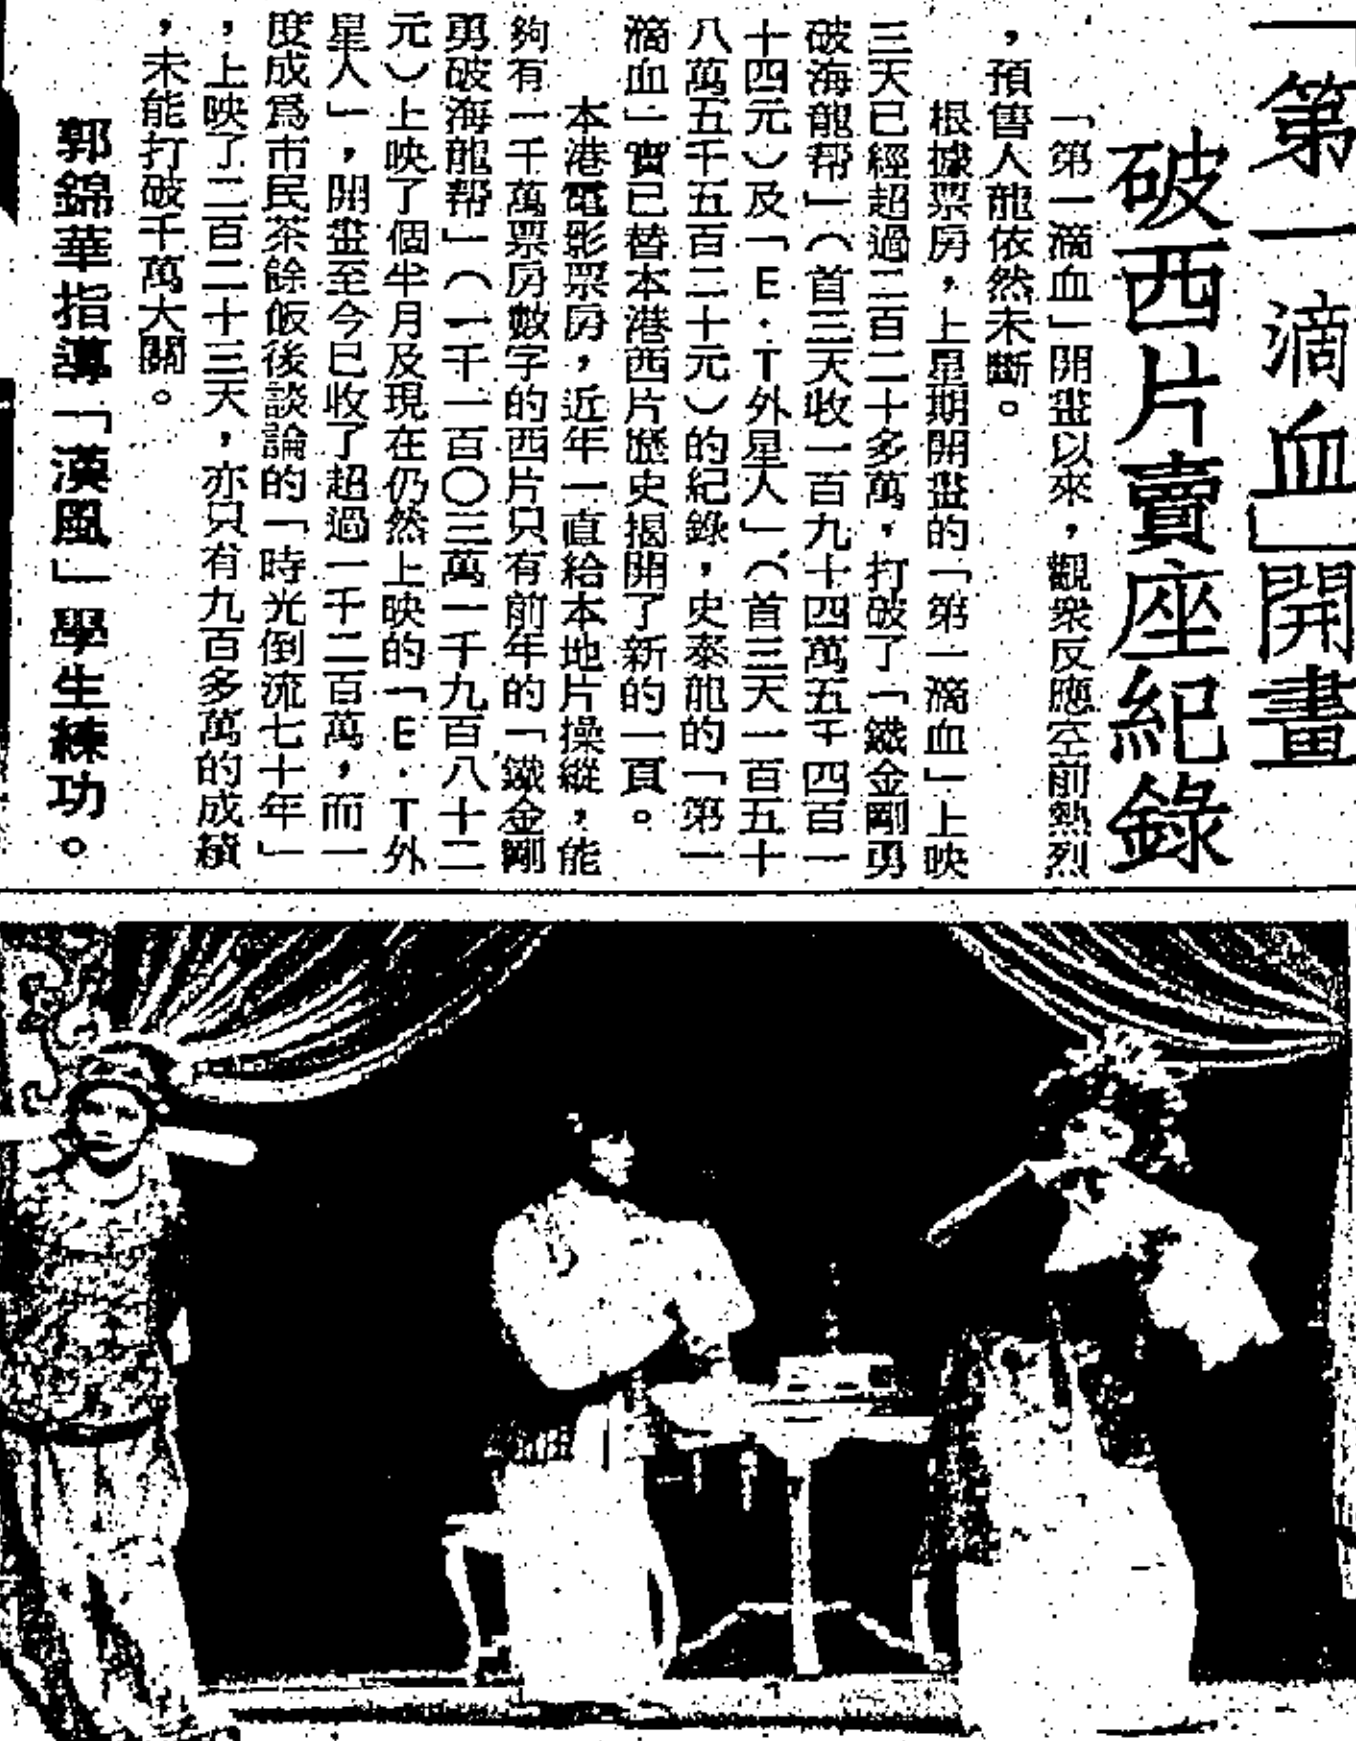 「第一滴血」開畫
破西片賣座紀錄
「第一滴血」開畫以來，觀衆反應空前熱烈
，預售人龍依然未斷。
根據票房，上星期開畫的「第一滴血」上映
三天已經超過二百二十多萬，打破了「鐵金剛勇
破海龍帮」（首三天收一百九十四萬五千四百一
十四元）及「E．T外星人」（首三天一百五十
八萬五千五百二十元）的紀錄，史泰龍的「第一
滴血」實已替本港西片歷史揭開了新的一頁。
本港電影票房，近年一直給本地片操縱，能
夠有一千萬票房數字的西片只有前年的「鐵金剛
勇破海龍帮」（一千一百〇三萬一千九百八十二
元）上映了個半月及現在仍然上映的「E．T外
星人」，開畫至今已收了超過一千二百萬，而一
度成爲市民茶餘飯後談論的「時光倒流七十年」
，上映了二百二十三天，亦只有九百多萬的成績
，未能打破千萬大關。
郭錦華指導「漢風」學生練功。